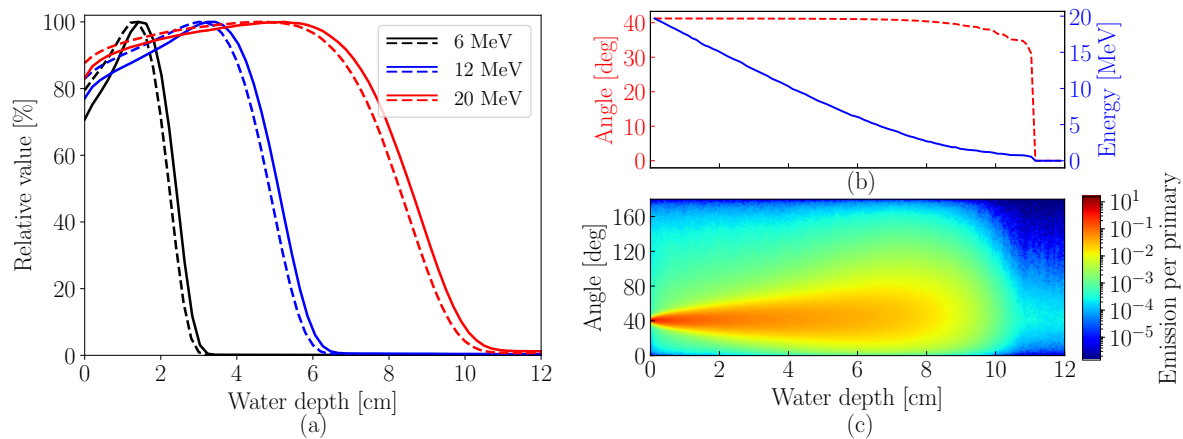 100
80
60
40
20
0
Relative value [%]
0 2 4 6 8 10 12
Water depth [cm]
(a)
6 MeV
12 MeV
20 MeV
40
30
20
10
0
Angle [deg]
20
15
10
5
0
Energy [MeV]
(b)
160
120
80
40
0
Angle [deg]
0 2 4 6 8 10 12
Water depth [cm]
(c)
10¹
10⁻¹
10⁻²
10⁻³
10⁻⁴
10⁻⁵
Emission per primary